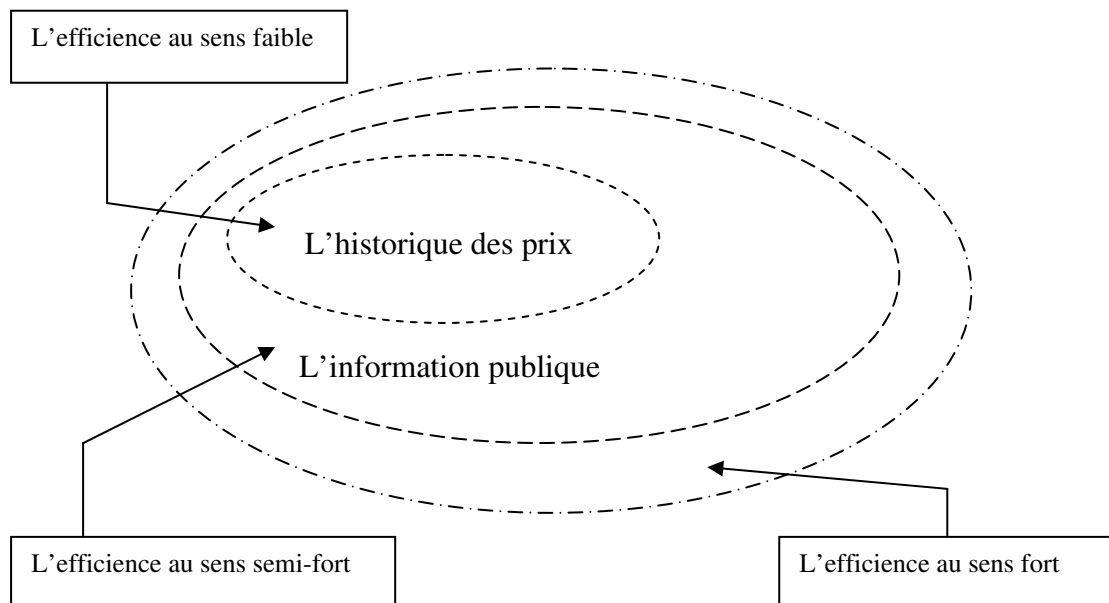 L’efficience au sens faible
L’historique des prix
L’information publique
L’efficience au sens semi-fort
L’efficience au sens fort